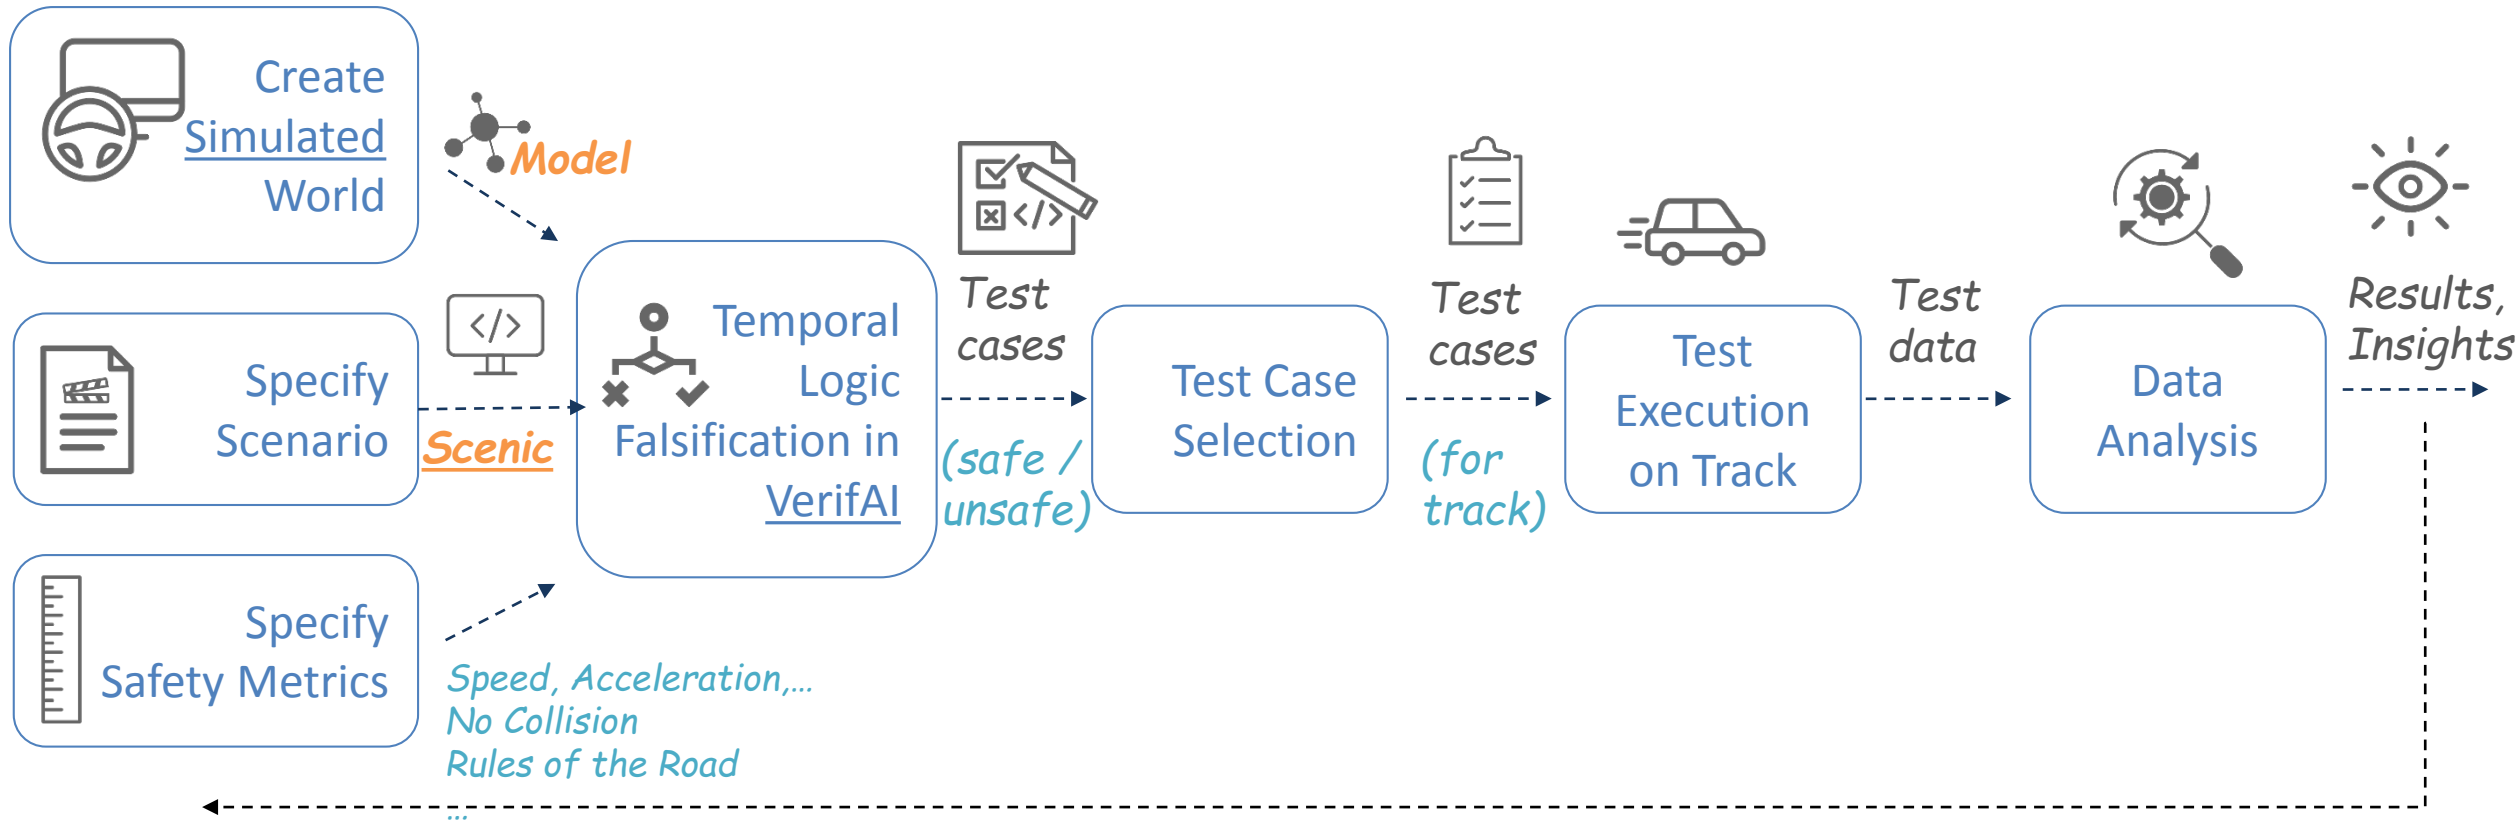 Create
Simulated
World
Model
Specify
Scenario
</>
Scenic
Specify
Safety Metrics
Speed, Acceleration,...
No Collision
Rules of the Road
...
Temporal
Logic
Falsification in
VerifAI
</>
Test
cases
(safe /
unsafe)
Test Case
Selection
Test
cases
(for
track)
Test
Execution
on Track
Test
data
Data
Analysis
Results,
Insights